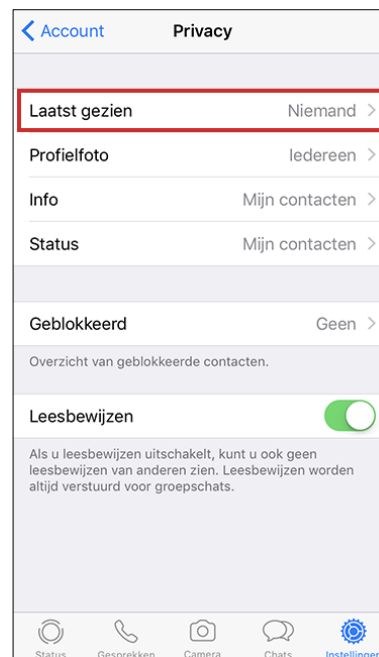 Account
Privacy
Laatst gezien Niemand
Profielfoto Iedereen
Info Mijn contacten
Status Mijn contacten
Geblokkeerd Geen
Overzicht van geblokkeerde contacten.
Leesbewijzen
Als u leesbewijzen uitschakelt, kunt u ook geen
leesbewijzen van anderen zien. Leesbewijzen worden
altijd verstuurd voor groepschats.
Status Gesprekken Camera Chats Instellingen